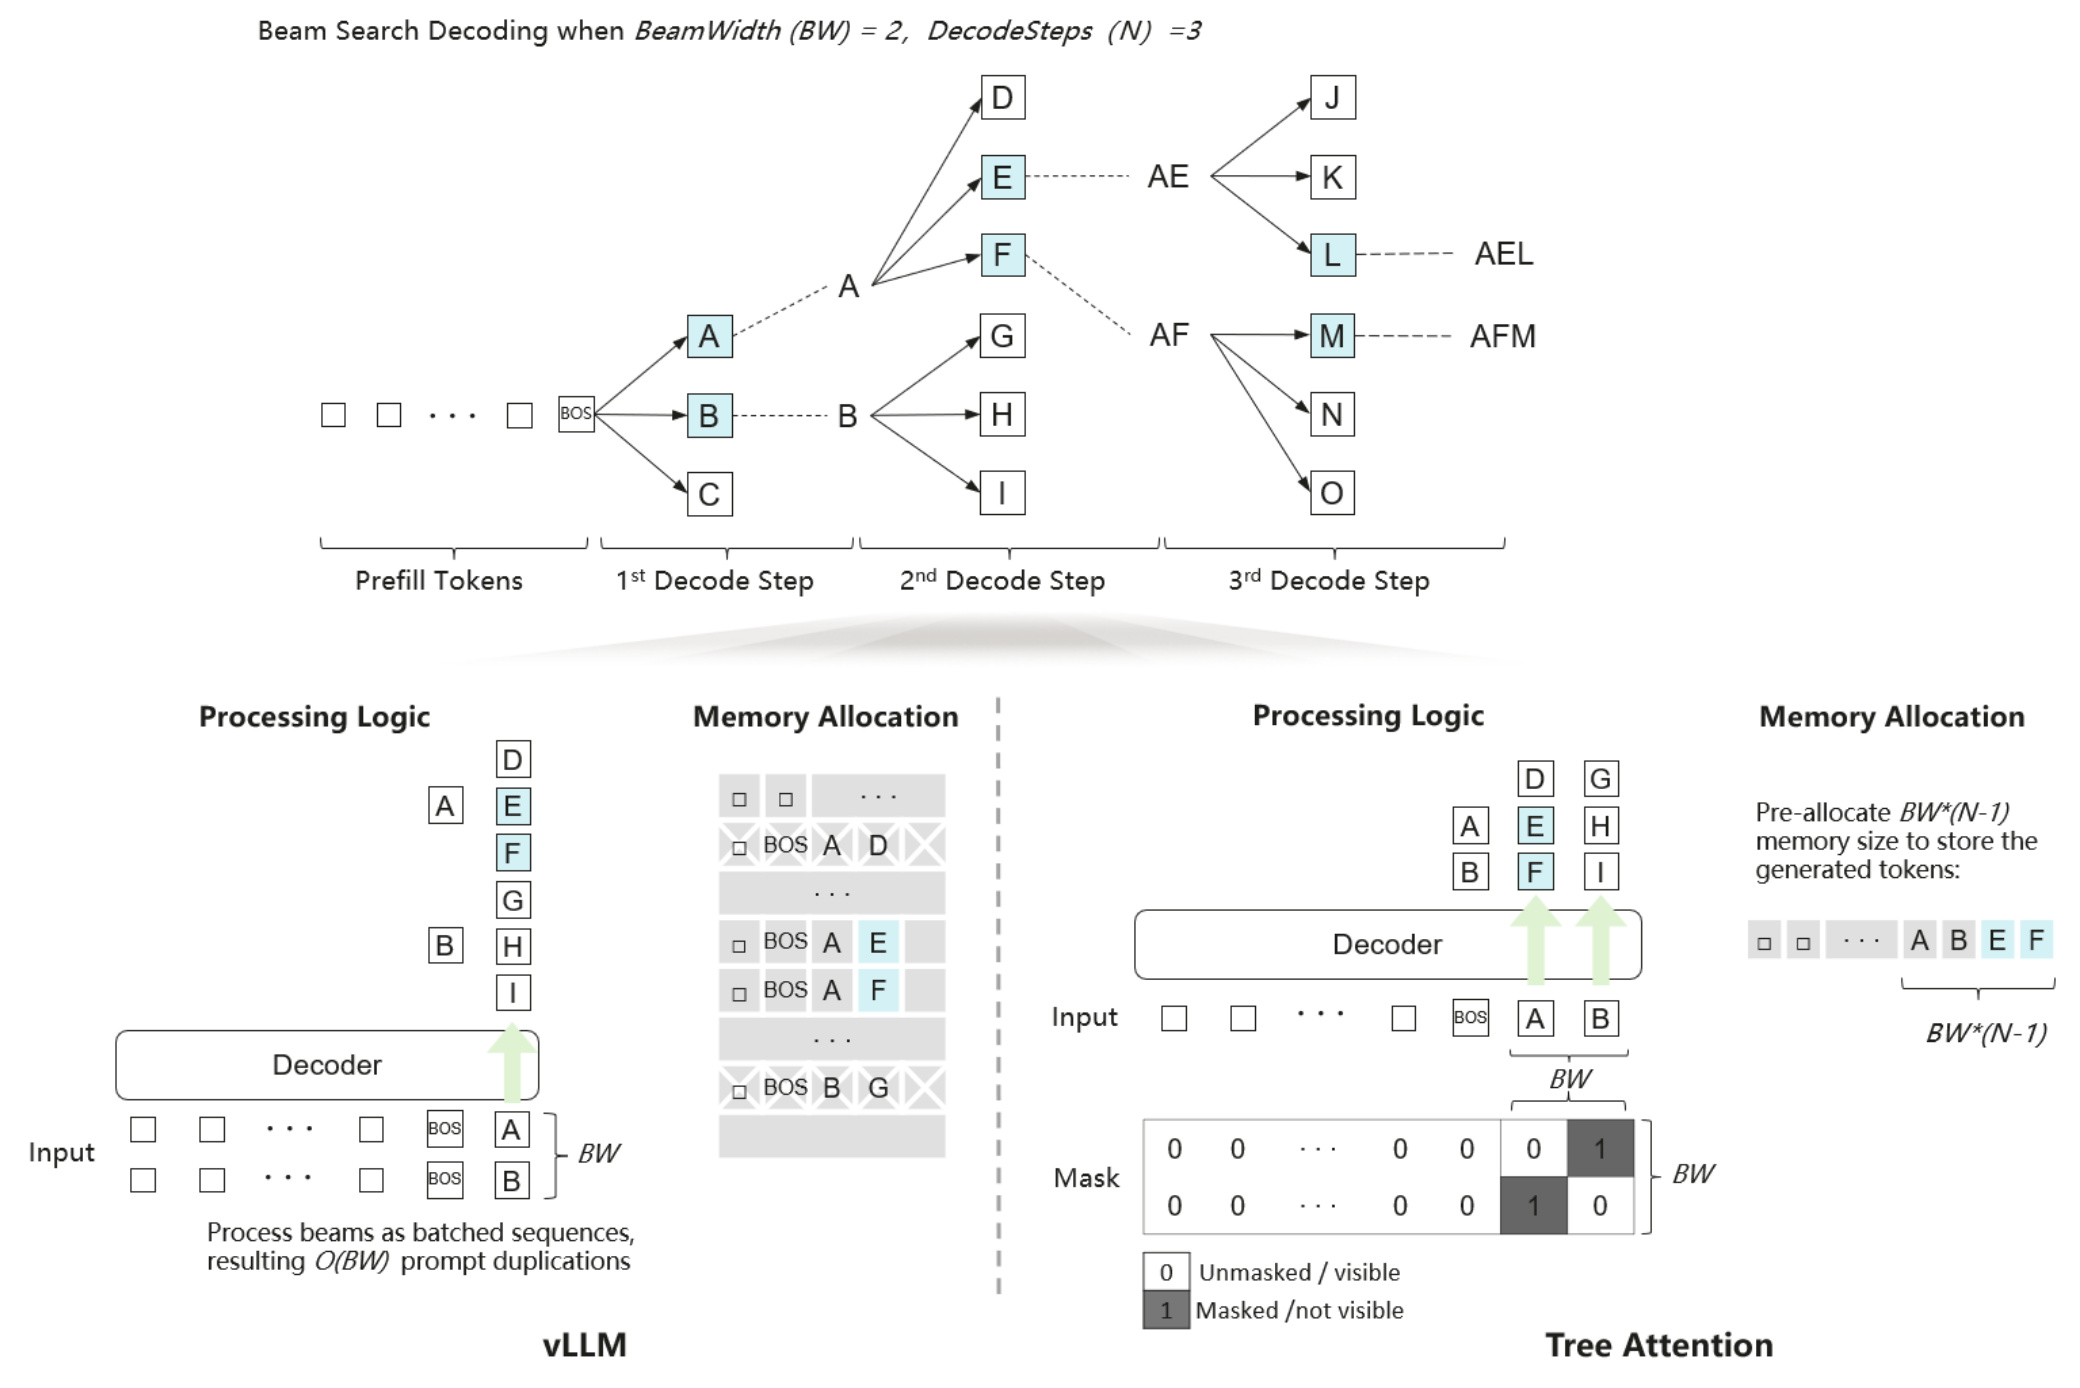 Beam Search Decoding when BeamWidth (BW) = 2, DecodeSteps (N) =3
D
J
E
AE
K
F
L
AEL
A
A
G
AF
M
AFM
BOS
B
B
H
N
C
I
O
Prefill Tokens
1st Decode Step
2nd Decode Step
3rd Decode Step
Processing Logic
D
A
E
F
G
B
H
I
Decoder
Input
· · ·
BOS
A
· · ·
BOS
B
BW
Process beams as batched sequences,
resulting O(BW) prompt duplications
Memory Allocation
· · ·
BOS A D
· · ·
BOS A E
BOS A F
· · ·
BOS B G
vLLM
Processing Logic
D G
A E H
B F I
Decoder
Input
· · ·
BOS A B
BW
Mask
0 0 · · · 0 0 0 1
0 0 · · · 0 0 1 0
BW
0 Unmasked / visible
1 Masked /not visible
Memory Allocation
Pre-allocate BW*(N-1)
memory size to store the
generated tokens:
· · · A B E F
BW*(N-1)
Tree Attention